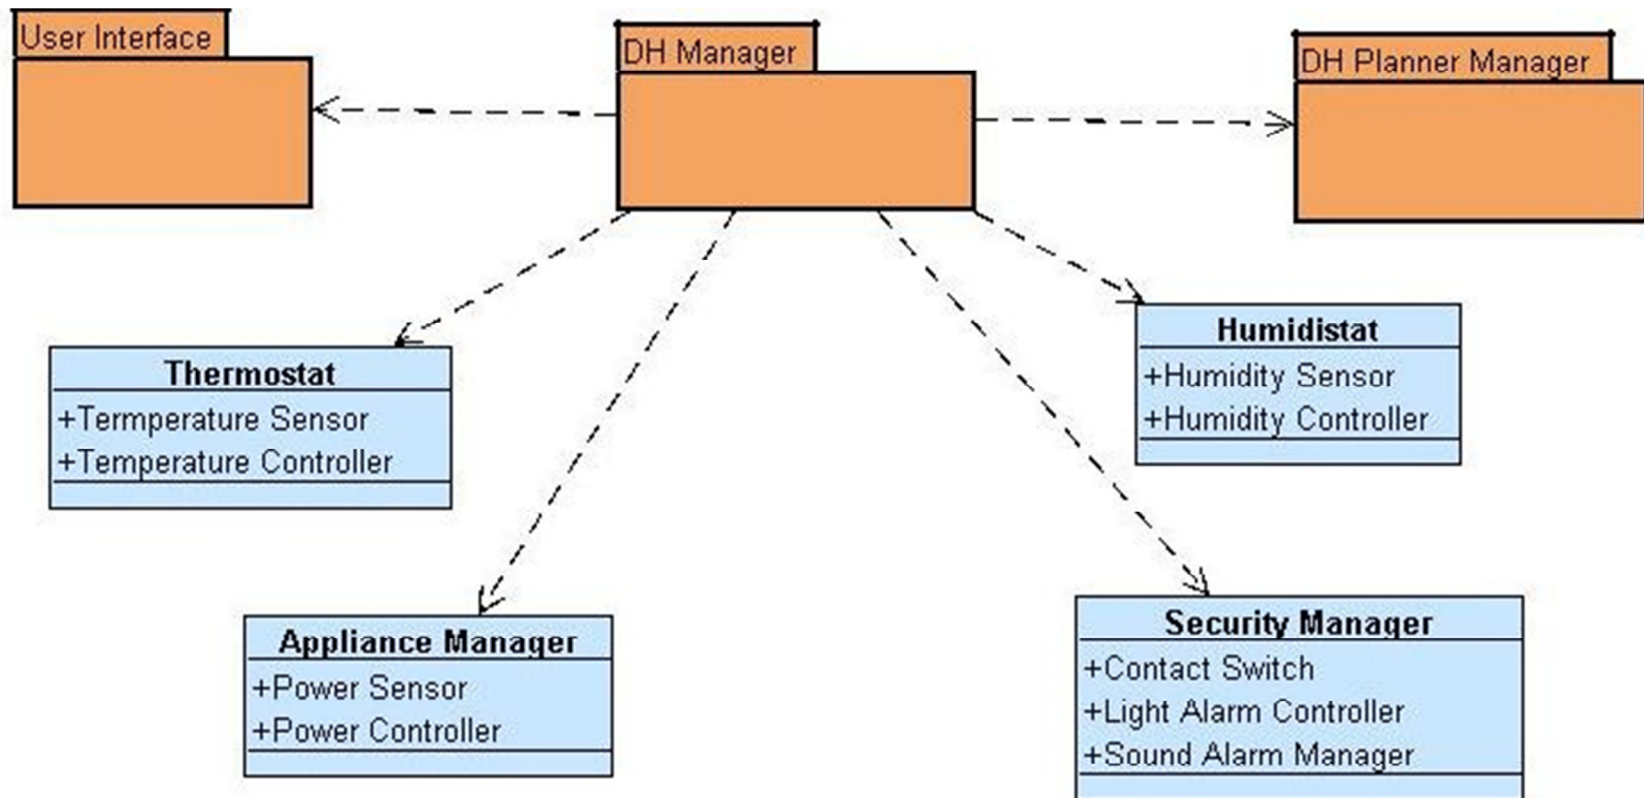 User Interface
DH Manager
DH Planner Manager
Thermostat
+Termperature Sensor
+Temperature Controller
Humidistat
+Humidity Sensor
+Humidity Controller
Appliance Manager
+Power Sensor
+Power Controller
Security Manager
+Contact Switch
+Light Alarm Controller
+Sound Alarm Manager